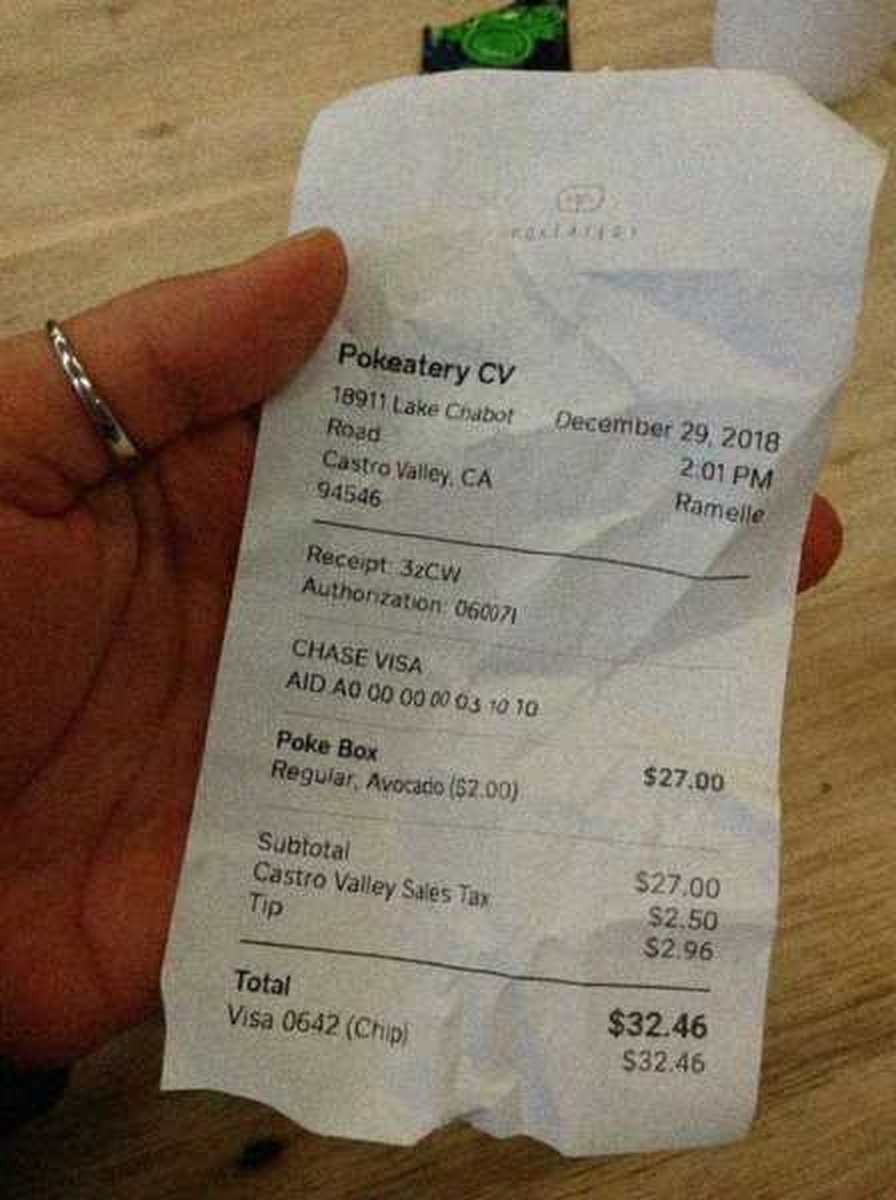 POKEATERY
Pokeatery CV
18911 Lake Chabot
Road
Castro Valley, CA
94546
December 29, 2018
2:01 PM
Ramelle
Receipt: 3zCW
Authorization: 060071
CHASE VISA
AID A0 00 00 00 03 10 10
Poke Box $27.00
Regular, Avocado ($2.00)
Subtotal $27.00
Castro Valley Sales Tax $2.50
Tip $2.96
Total $32.46
Visa 0642 (Chip) $32.46